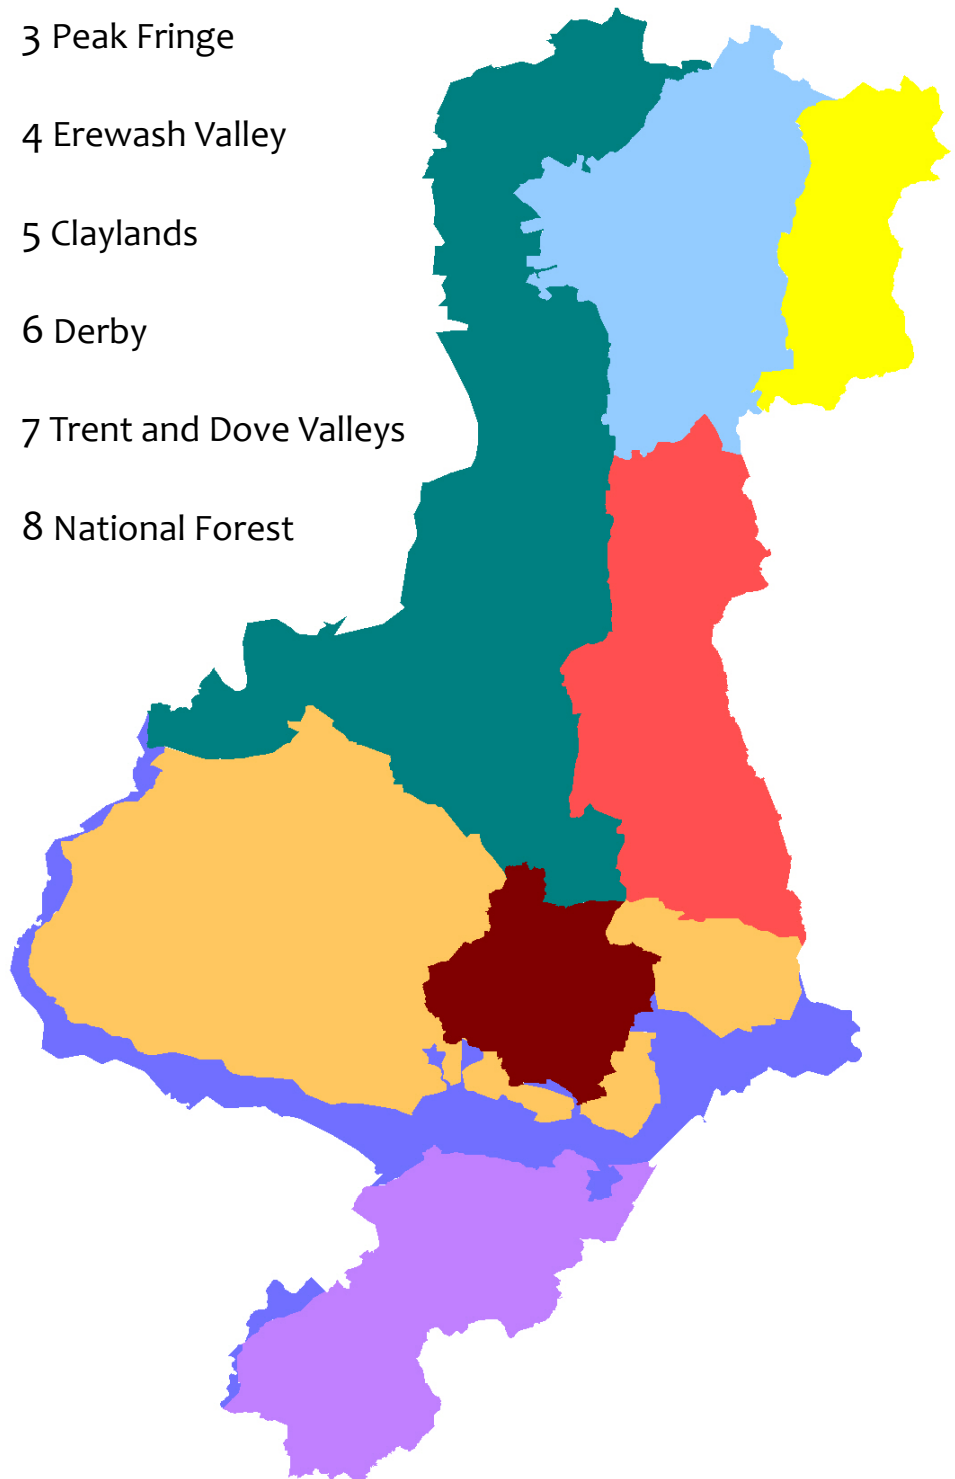 3 Peak Fringe
4 Erewash Valley
5 Claylands
6 Derby
7 Trent and Dove Valleys
8 National Forest